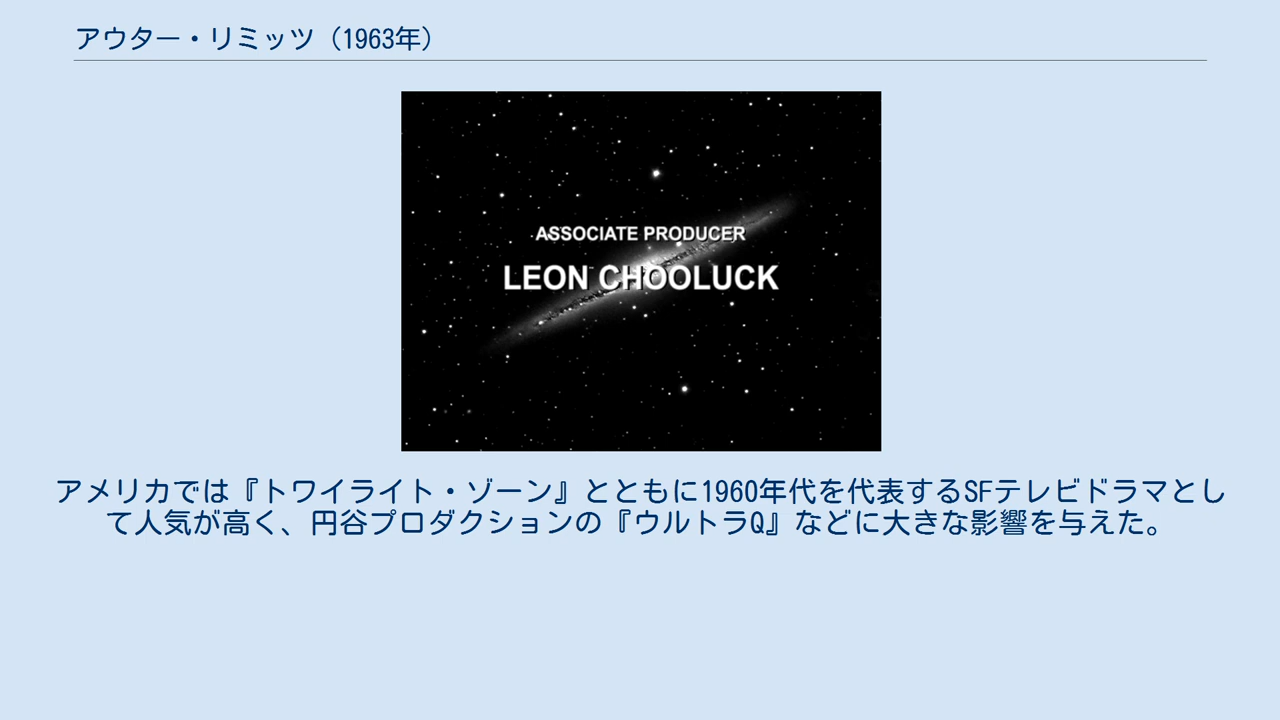 アウター・リミッツ（1963年）
ASSOCIATE PRODUCER
LEON CHOOLUCK
アメリカでは『トワイライト・ゾーン』とともに1960年代を代表するSFテレビドラマとし
て人気が高く、円谷プロダクションの『ウルトラQ』などに大きな影響を与えた。